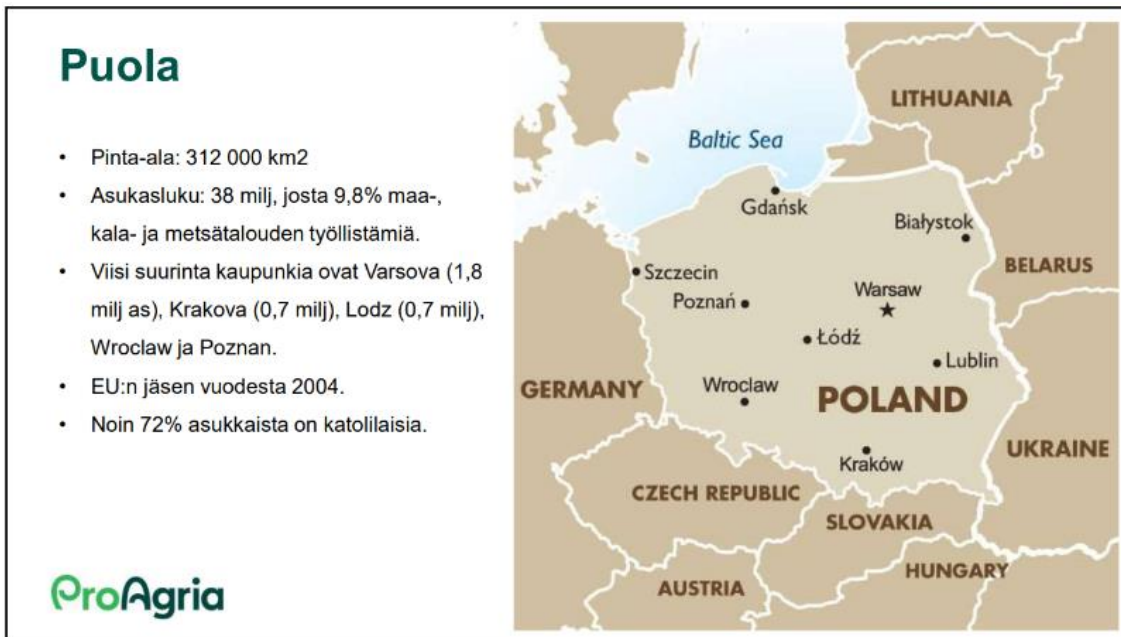 Puola
• Pinta-ala: 312 000 km2
• Asukasluku: 38 milj, josta 9,8% maa-,
kala- ja metsätalouden työllistämiä.
• Viisi suurinta kaupunkia ovat Varsova (1,8
milj as), Krakova (0,7 milj), Lodz (0,7 milj),
Wroclaw ja Poznan.
• EU:n jäsen vuodesta 2004.
• Noin 72% asukkaista on katolilaisia.
ProAgria
LITHUANIA
Baltic Sea
Gdańsk
Białystok
BELARUS
Szczecin
Poznań
Warsaw
Łódź
Lublin
GERMANY
Wroclaw
POLAND
UKRAINE
Kraków
CZECH REPUBLIC
SLOVAKIA
HUNGARY
AUSTRIA